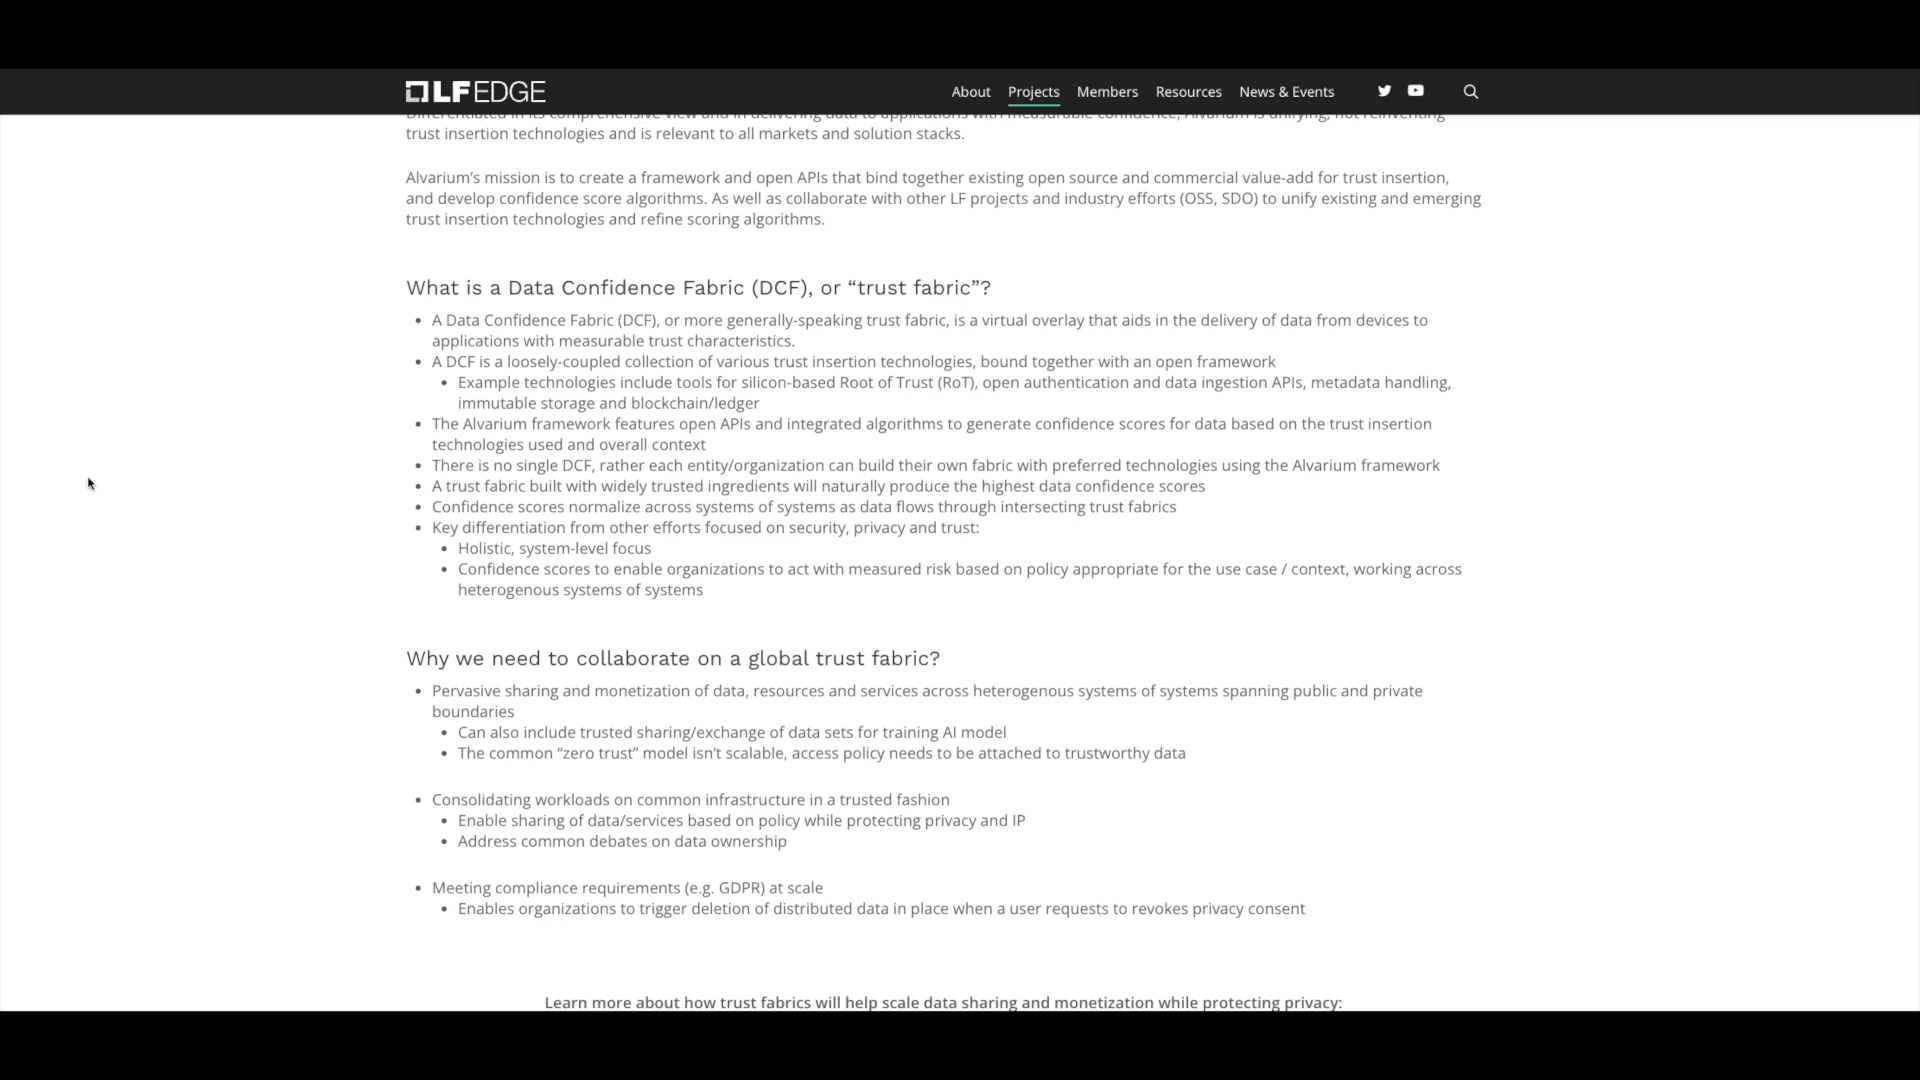 LFEDGE
About Projects Members Resources News & Events
Differentiated in its comprehensive view and in delivering data to applications with measurable confidence, Alvarium is unifying, not reinventing
trust insertion technologies and is relevant to all markets and solution stacks.
Alvarium’s mission is to create a framework and open APIs that bind together existing open source and commercial value-add for trust insertion,
and develop confidence score algorithms. As well as collaborate with other LF projects and industry efforts (OSS, SDO) to unify existing and emerging
trust insertion technologies and refine scoring algorithms.
What is a Data Confidence Fabric (DCF), or “trust fabric”?
• A Data Confidence Fabric (DCF), or more generally-speaking trust fabric, is a virtual overlay that aids in the delivery of data from devices to
applications with measurable trust characteristics.
• A DCF is a loosely-coupled collection of various trust insertion technologies, bound together with an open framework
• Example technologies include tools for silicon-based Root of Trust (RoT), open authentication and data ingestion APIs, metadata handling,
immutable storage and blockchain/ledger
• The Alvarium framework features open APIs and integrated algorithms to generate confidence scores for data based on the trust insertion
technologies used and overall context
• There is no single DCF, rather each entity/organization can build their own fabric with preferred technologies using the Alvarium framework
• A trust fabric built with widely trusted ingredients will naturally produce the highest data confidence scores
• Confidence scores normalize across systems of systems as data flows through intersecting trust fabrics
• Key differentiation from other efforts focused on security, privacy and trust:
• Holistic, system-level focus
• Confidence scores to enable organizations to act with measured risk based on policy appropriate for the use case / context, working across
heterogenous systems of systems
Why we need to collaborate on a global trust fabric?
• Pervasive sharing and monetization of data, resources and services across heterogenous systems of systems spanning public and private
boundaries
• Can also include trusted sharing/exchange of data sets for training AI model
• The common “zero trust” model isn’t scalable, access policy needs to be attached to trustworthy data
• Consolidating workloads on common infrastructure in a trusted fashion
• Enable sharing of data/services based on policy while protecting privacy and IP
• Address common debates on data ownership
• Meeting compliance requirements (e.g. GDPR) at scale
• Enables organizations to trigger deletion of distributed data in place when a user requests to revokes privacy consent
Learn more about how trust fabrics will help scale data sharing and monetization while protecting privacy: